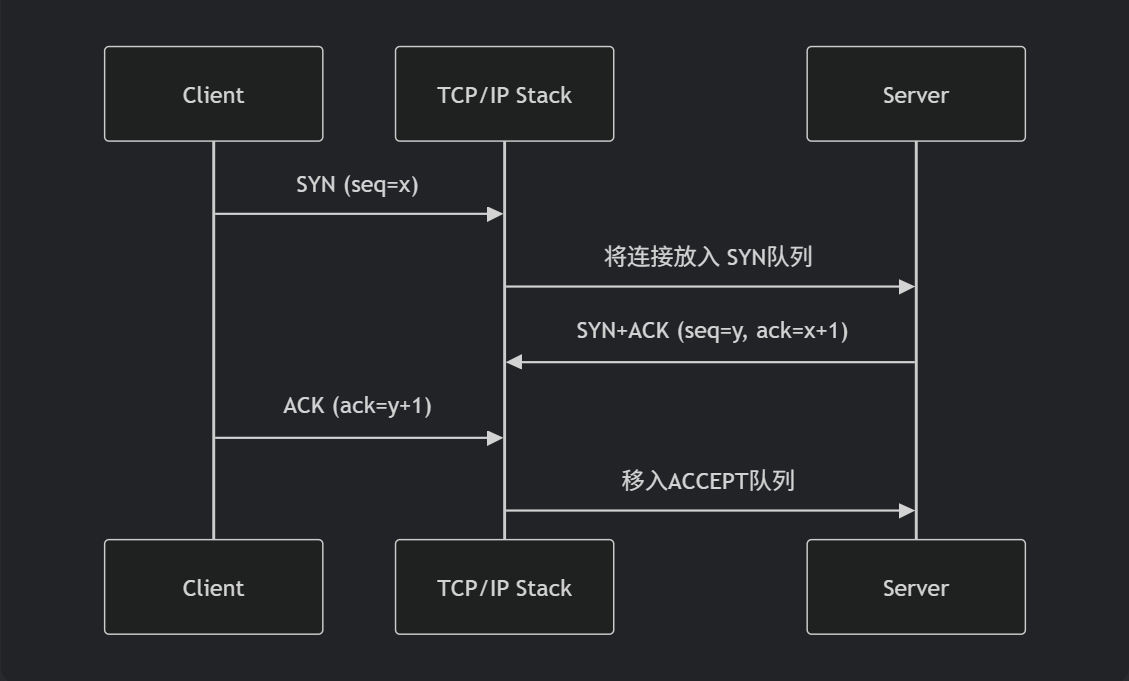 Client
TCP/IP Stack
Server
SYN (seq=x)
将连接放入 SYN队列
SYN+ACK (seq=y, ack=x+1)
ACK (ack=y+1)
移入ACCEPT队列
Client
TCP/IP Stack
Server